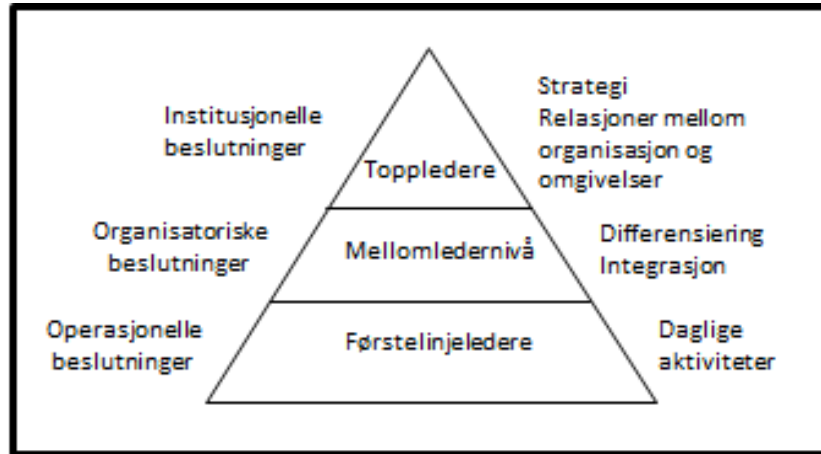 Institusjonelle
beslutninger
Toppledere
Strategi
Relasjoner mellom
organisasjon og
omgivelser
Organisatoriske
beslutninger
Mellomledernivå
Differensiering
Integrasjon
Operasjonelle
beslutninger
Førstelinjeledere
Daglige
aktiviteter